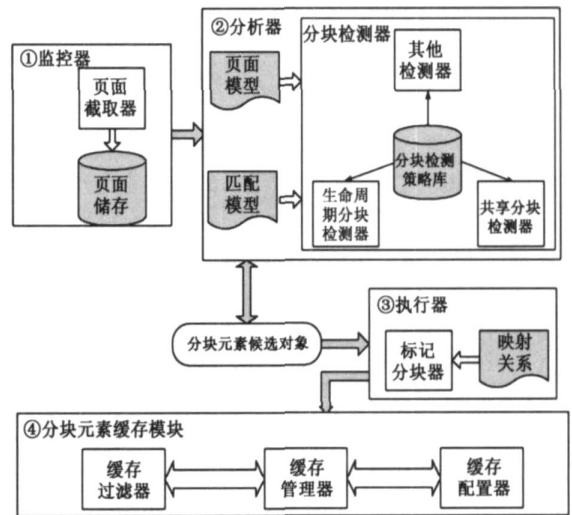 ①监控器
页面
截取器
页面
储存
②分析器
页面
模型
匹配
模型
分块检测器
其他
检测器
分块检测
策略库
生命周
期分块
检测器
共享分块
检测器
分块元素候选对象
③执行器
标记
分块器
映射
关系
④分块元素缓存模块
缓存
过滤器
缓存
管理器
缓存
配置器